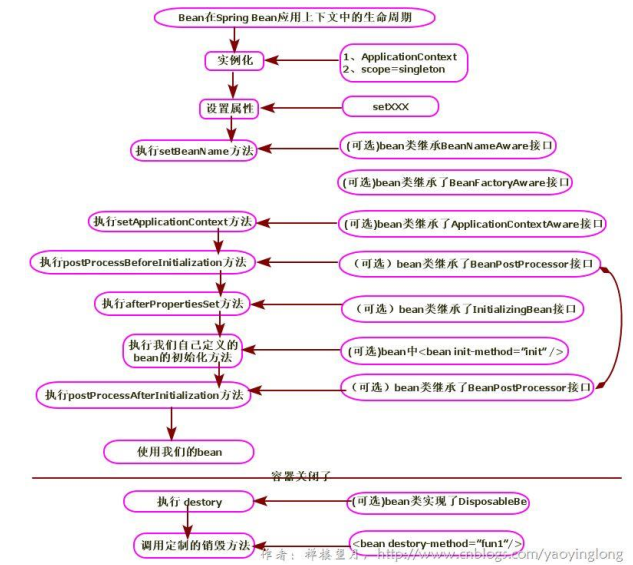 Bean在Spring Bean应用上下文中的生命周期
实例化
1、ApplicationContext
2、scope=singleton
设置属性
setXXX
执行setBeanName方法
(可选)bean类继承BeanNameAware接口
(可选)bean类继承了BeanFactoryAware接口
执行setApplicationContext方法
(可选)bean类继承了ApplicationContextAware接口
执行postProcessBeforeInitialization方法
（可选）bean类继承了BeanPostProcessor接口
执行afterPropertiesSet方法
（可选）bean类继承了InitializingBean接口
执行我们自己定义的
bean的初始化方法
(可选)bean中<bean init-method="init" />
执行postProcessAfterInitialization方法
（可选）bean类继承了BeanPostProcessor接口
使用我们的bean
容器关闭了
执行 destory
(可选)bean类实现了DisposableBe
调用定制的销毁方法
<bean destory-method="fun1"/>
作者：http://www.cnblogs.com/yaoyinglong